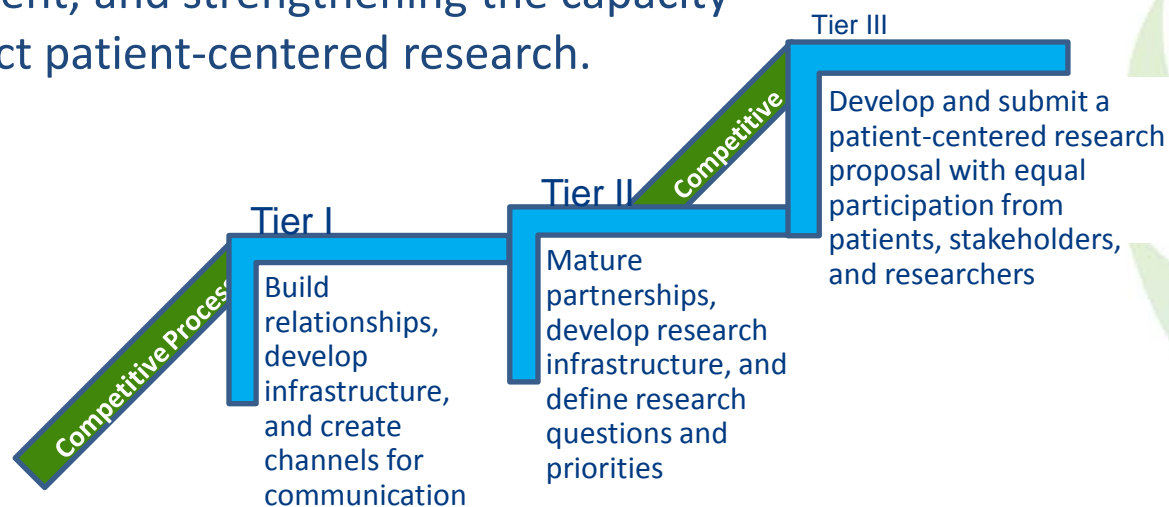 ent, and strengthening the capacity
ct patient-centered research.
Tier III
Develop and submit a
patient-centered research
proposal with equal
participation from
patients, stakeholders,
and researchers
Competitive
Tier II
Mature
partnerships,
develop research
infrastructure, and
define research
questions and
priorities
Tier I
Build
relationships,
develop
infrastructure,
and create
channels for
communication
Competitive Proces